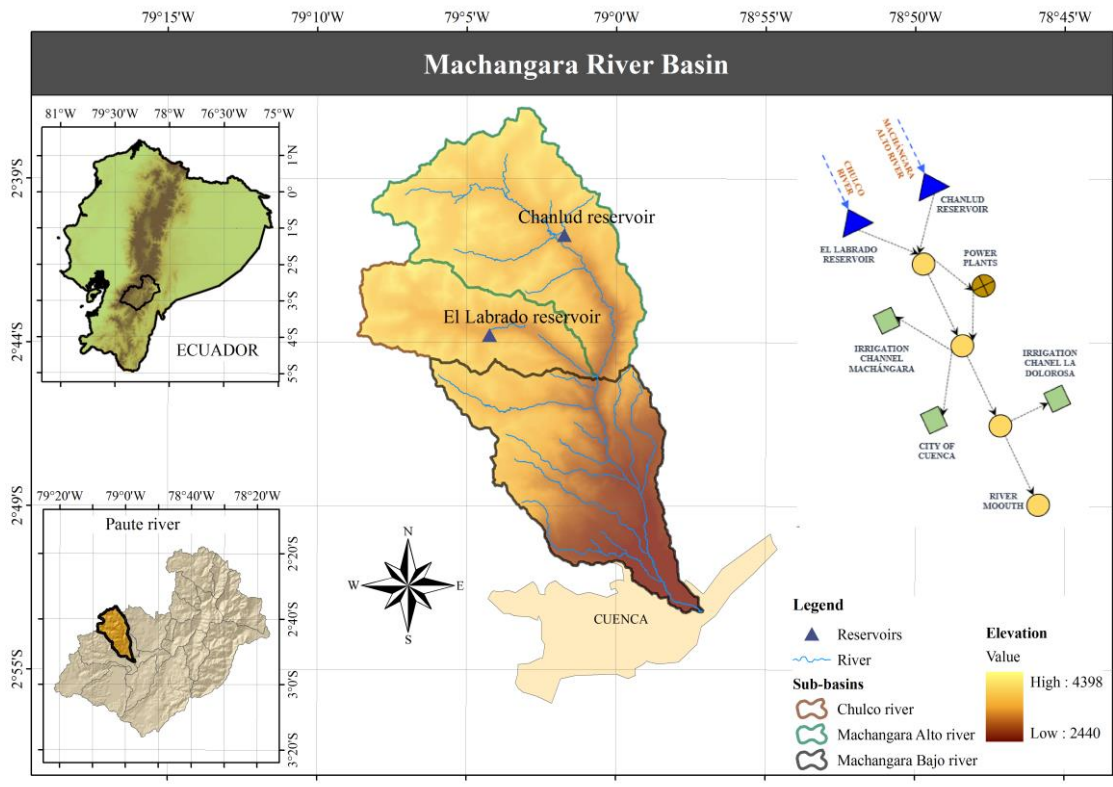 79°15'W 79°10'W 79°5'W 79°0'W 78°55'W 78°50'W 78°45'W
Machangara River Basin
81°W 79°30'W 78°W 76°30'W 75°W
1°N
0°
1°S
2°S
3°S
4°S
5°S
ECUADOR
2°39'S
2°44'S
2°49'S
2°55'S
Chanlud reservoir
El Labrado reservoir
CHULCO
RIVER
MACHÁNGARA
ALTO RIVER
CHANLUD
RESERVOIR
EL LABRADO
RESERVOIR
POWER
PLANTS
IRRIGATION
CHANNEL
MACHÁNGARA
IRRIGATION
CHANEL LA
DOLOROSA
CITY OF
CUENCA
RIVER
MOOUTH
79°20'W 79°0'W 78°40'W 78°20'W
Paute river
2°20'S
2°40'S
3°0'S
3°20'S
N
W E
S
CUENCA
Legend
Reservoirs
River
Sub-basins
Chulco river
Machangara Alto river
Machangara Bajo river
Elevation
Value
High : 4398
Low : 2440